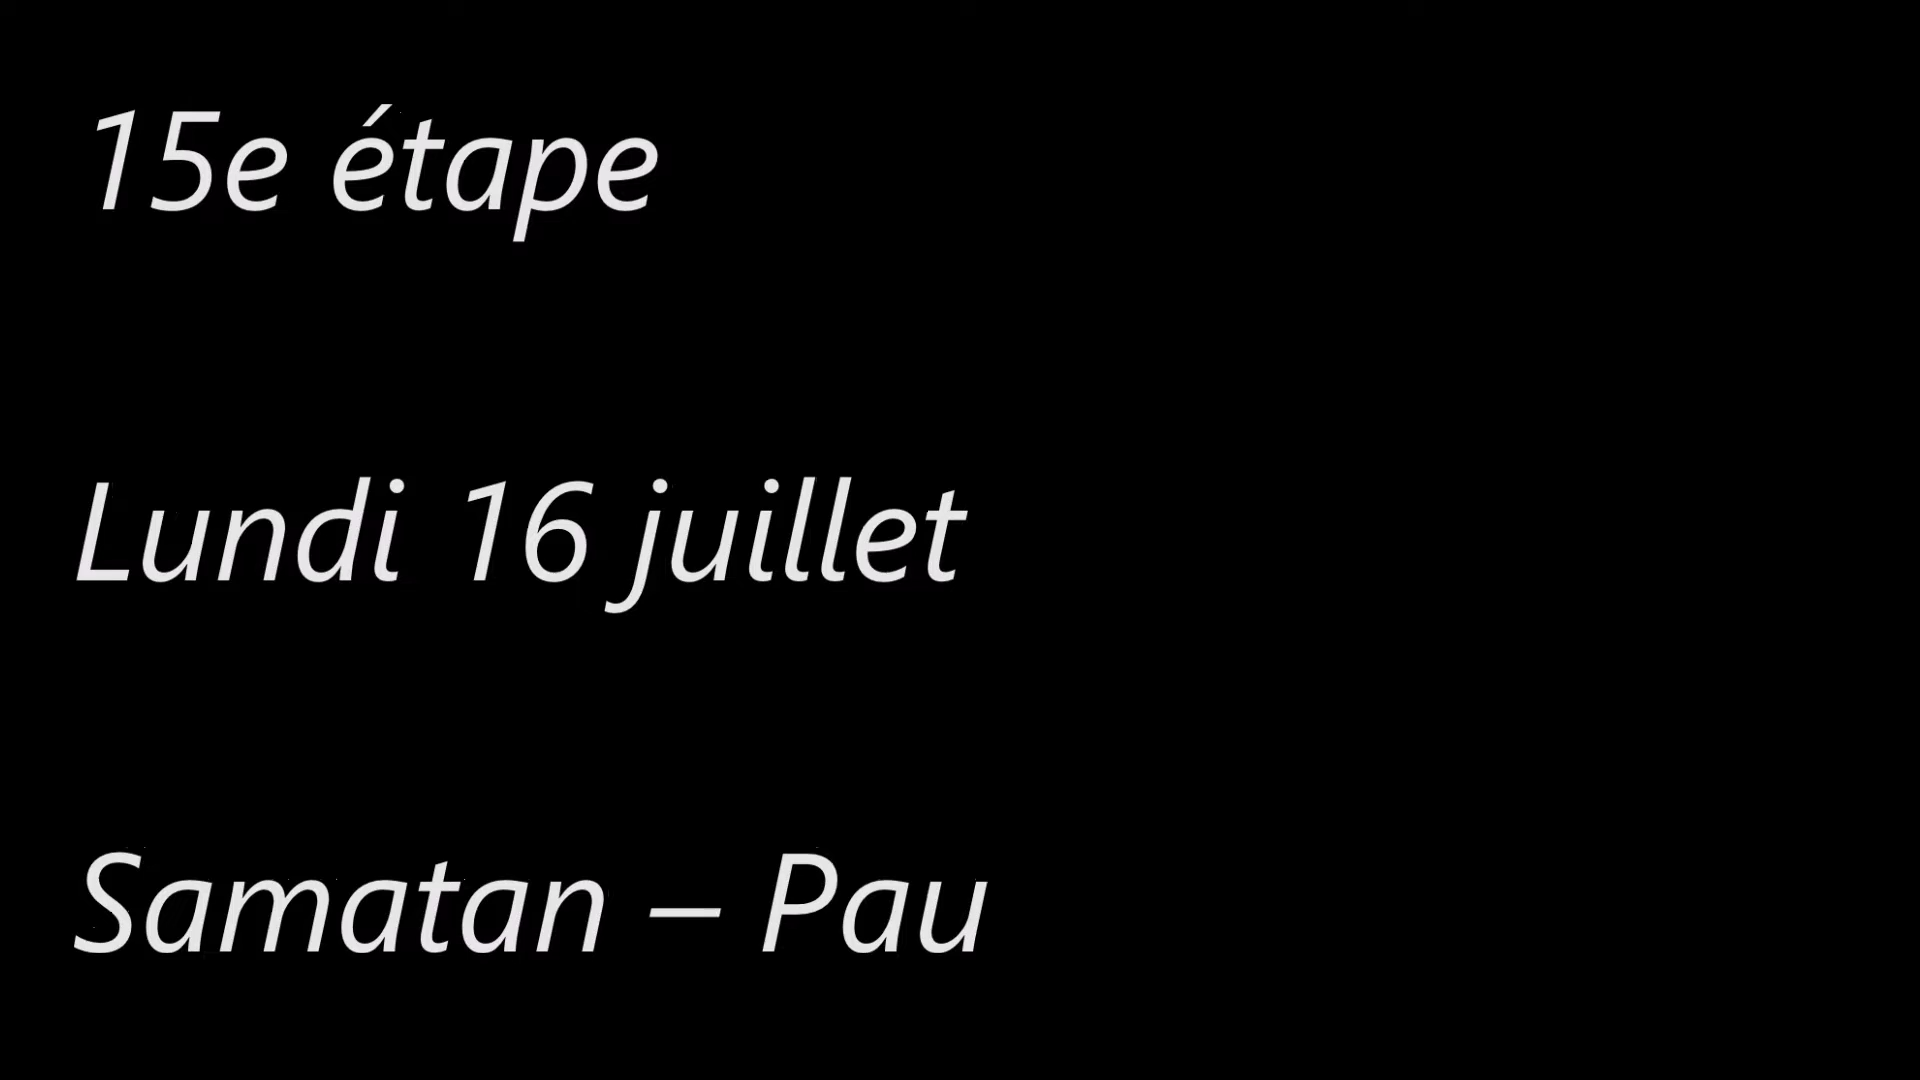 15e étape
Lundi 16 juillet
Samatan – Pau